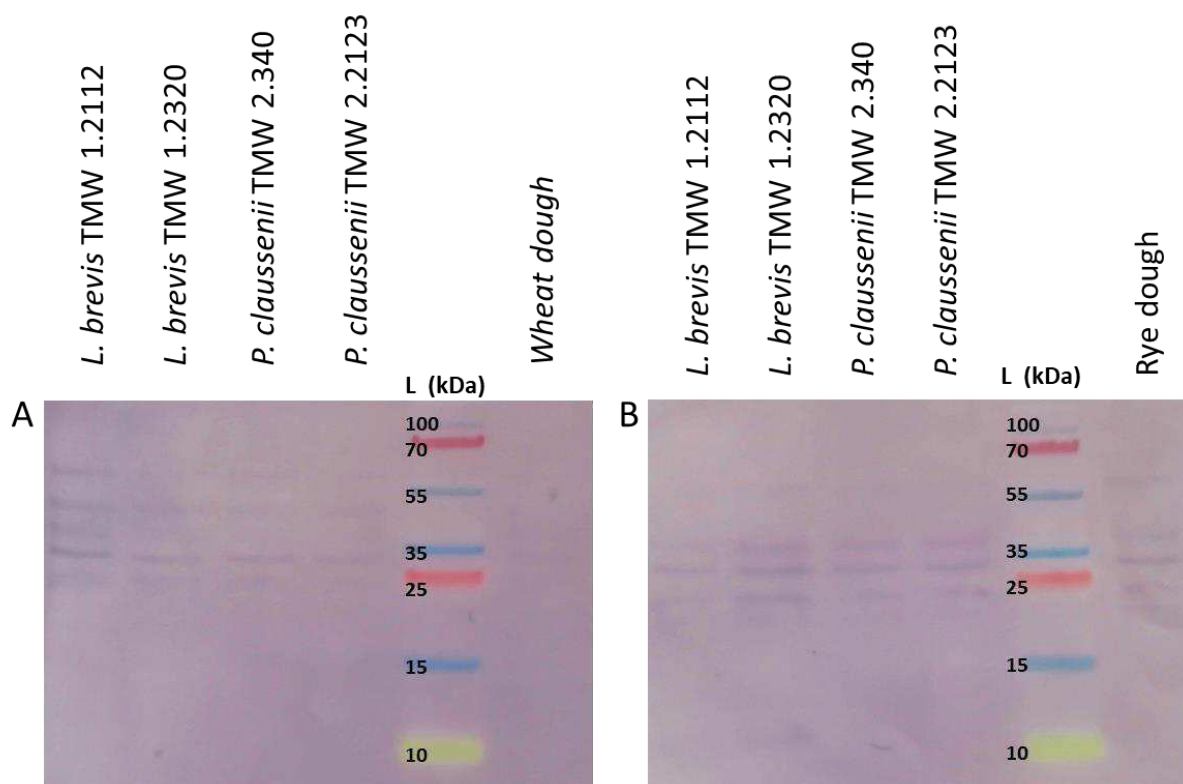 L. brevis TMW 1.2112
L. brevis TMW 1.2320
P. claussenii TMW 2.340
P. claussenii TMW 2.2123
L (kDa)
Wheat dough
A
100
70
55
35
25
15
10
L. brevis TMW 1.2112
L. brevis TMW 1.2320
P. claussenii TMW 2.340
P. claussenii TMW 2.2123
L (kDa)
Rye dough
B
100
70
55
35
25
15
10